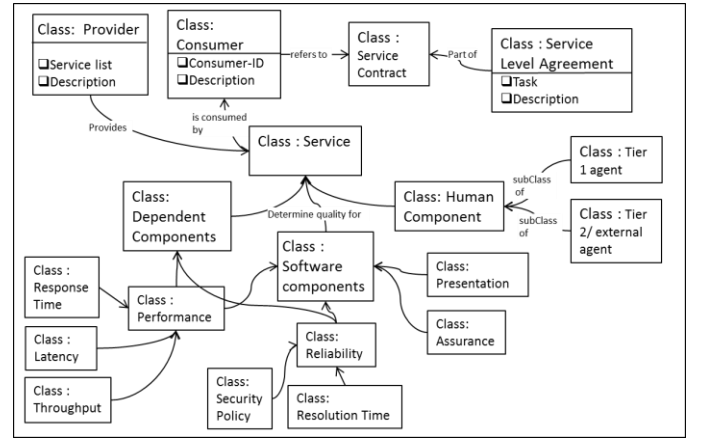 Class: Provider
❑Service list
❑Description
Class:
Consumer
❑Consumer-ID
❑Description
refers to
Class :
Service
Contract
Part of
Class : Service
Level Agreement
❑Task
❑Description
Provides
is consumed
by
Class : Service
Class:
Dependent
Components
Determine quality for
Class: Human
Component
subClass
of
Class : Tier
1 agent
subClass
of
Class : Tier
2/ external
agent
Class :
Software
components
Class :
Response
Time
Class :
Performance
Class:
Presentation
Class :
Latency
Class:
Reliability
Class:
Assurance
Class :
Throughput
Class:
Security
Policy
Class:
Resolution Time